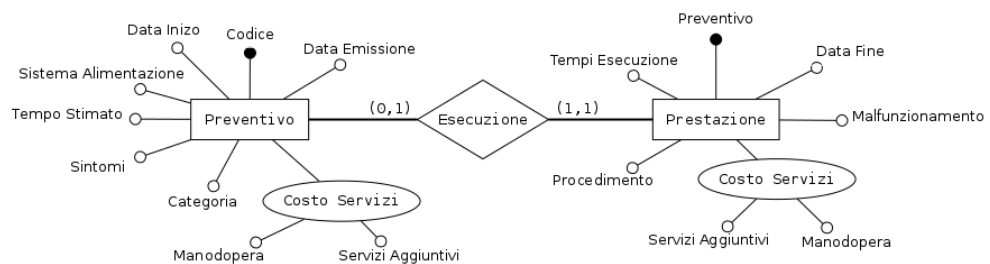 Data Inizo
Codice
Data Emissione
Sistema Alimentazione
Tempo Stimato
Preventivo
Sintomi
Categoria
Costo Servizi
Manodopera
Servizi Aggiuntivi
(0,1)
Esecuzione
(1,1)
Preventivo
Tempi Esecuzione
Data Fine
Prestazione
Malfunzionamento
Procedimento
Costo Servizi
Servizi Aggiuntivi
Manodopera